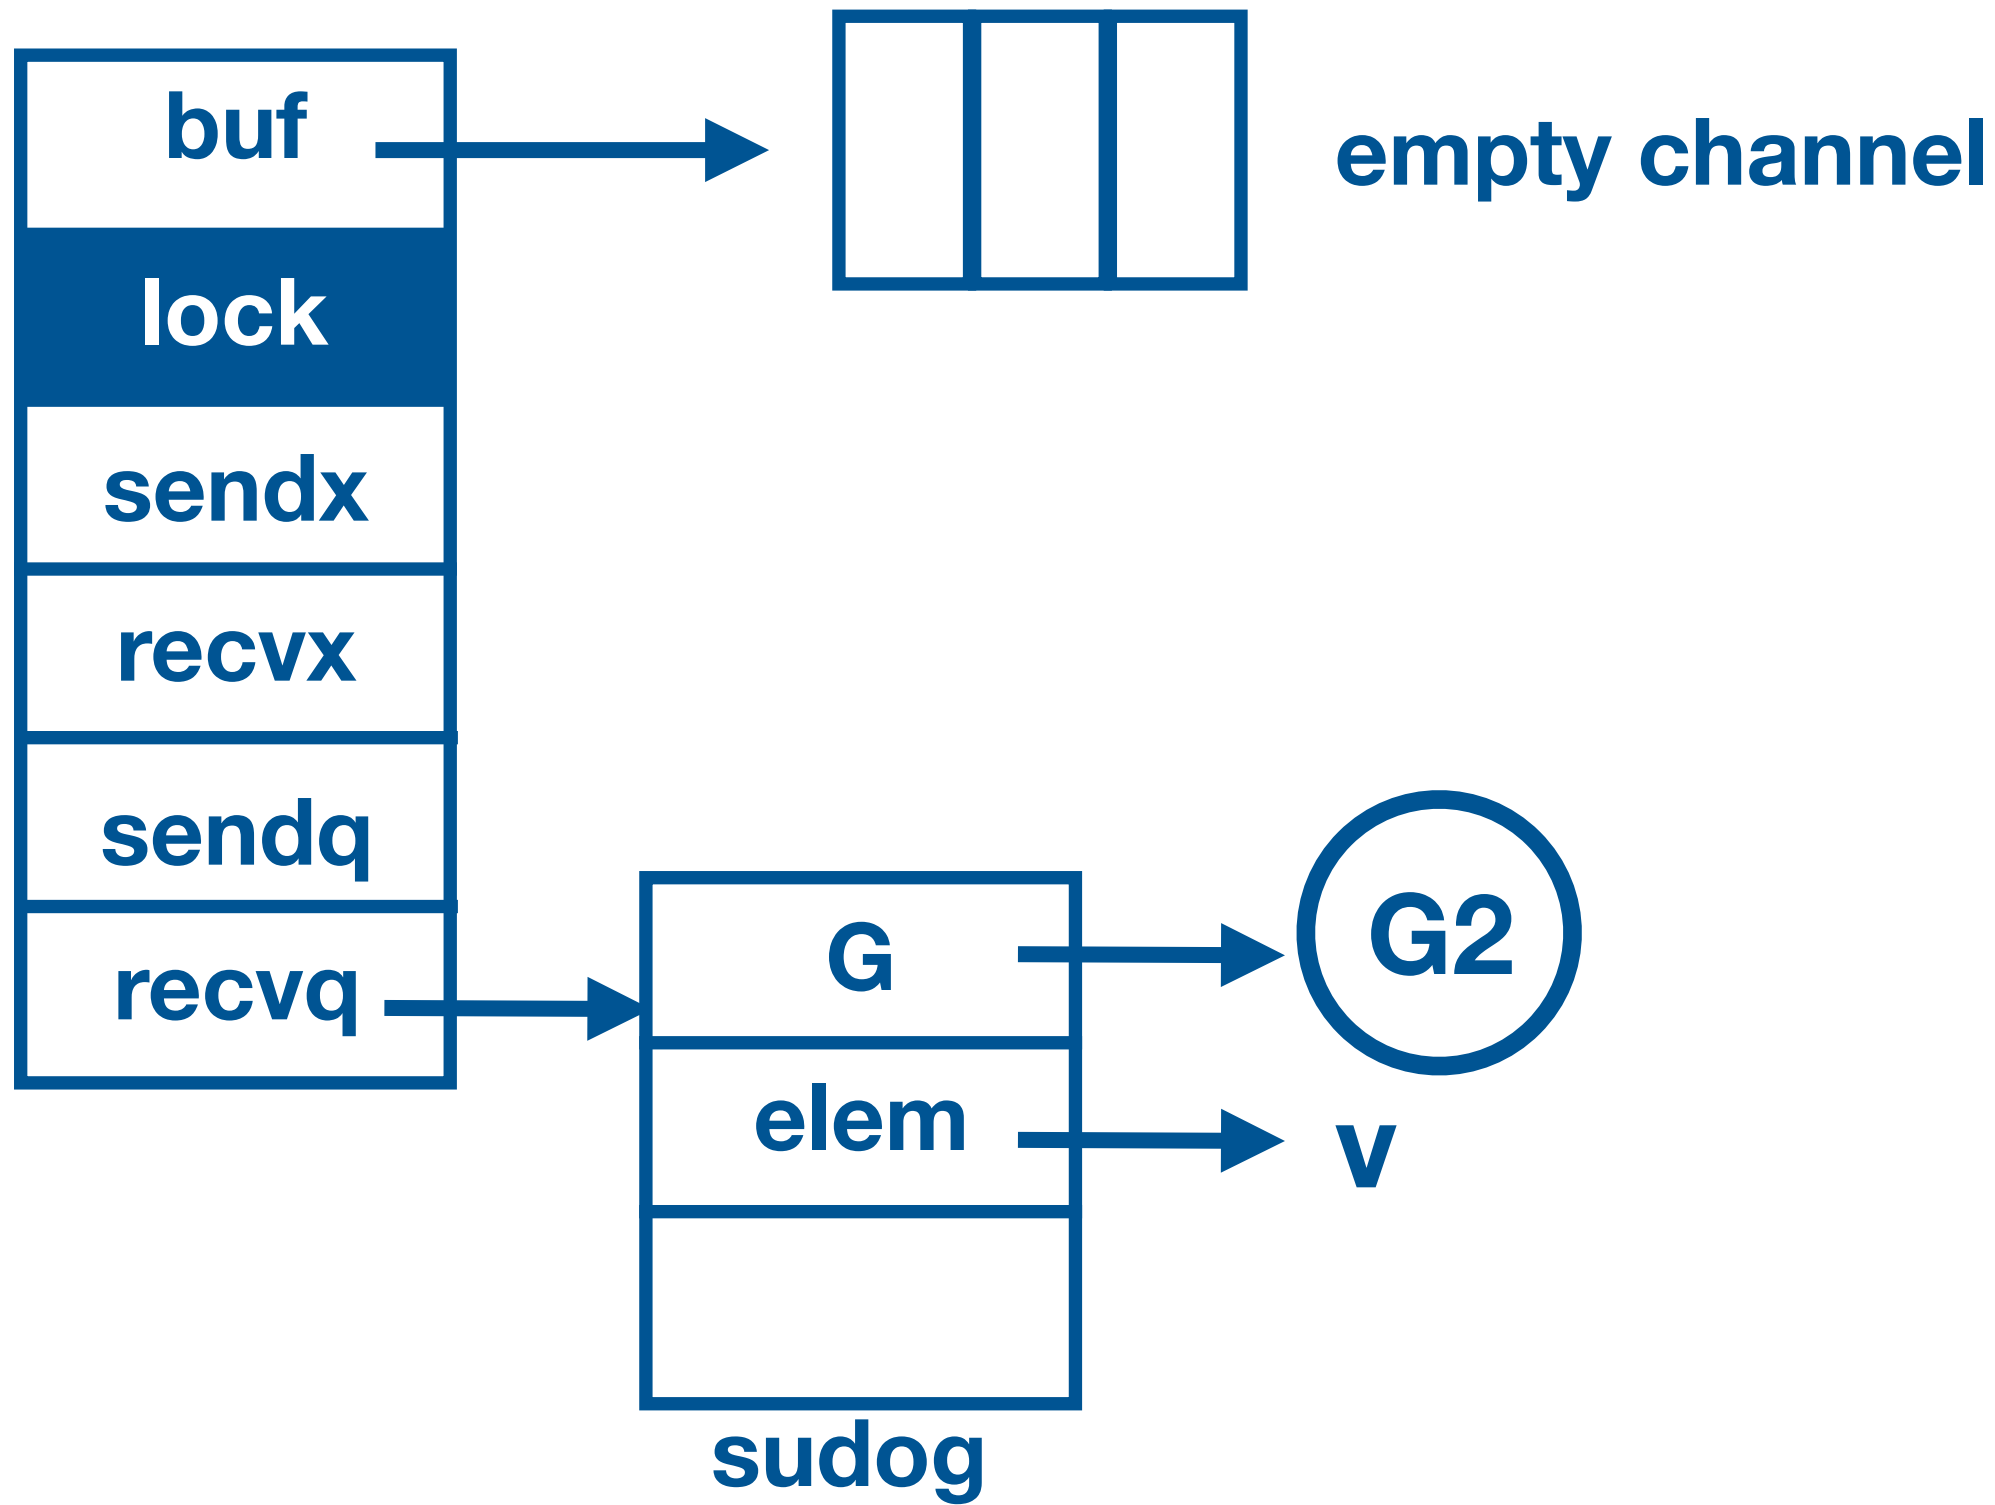 buf
empty channel
lock
sendx
recvx
sendq
recvq
G
G2
elem
v
sudog